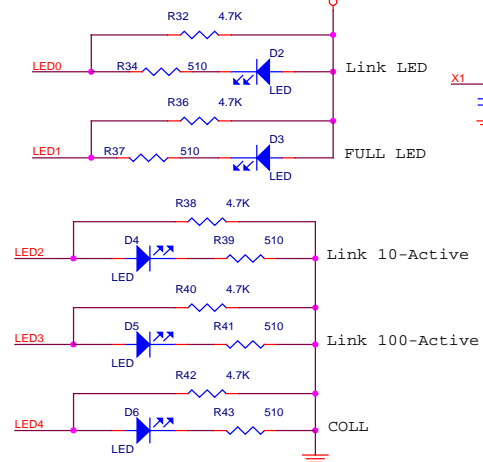 R32 4.7K
D2
LED0 R34 510 Link LED
LED
X1
R36 4.7K
D3
LED1 R37 510 FULL LED
LED
R38 4.7K
D4 R39 510
LED2 Link 10-Active
LED
R40 4.7K
D5 R41 510
LED3 Link 100-Active
LED
R42 4.7K
D6 R43 510
LED4 COLL
LED